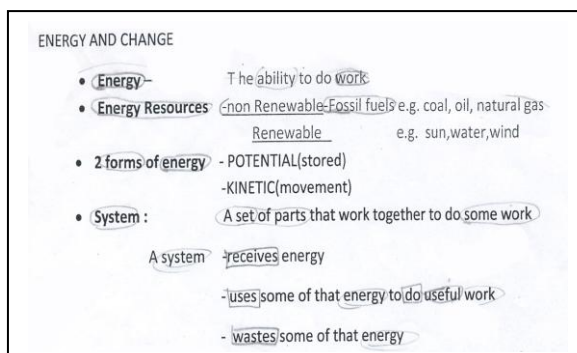 ENERGY AND CHANGE
• Energy– T he ability to do work
• Energy Resources -non Renewable-Fossil fuels e.g. coal, oil, natural gas
Renewable e.g. sun,water,wind
• 2 forms of energy - POTENTIAL(stored)
-KINETIC(movement)
• System : A set of parts that work together to do some work
A system -receives energy
- uses some of that energy to do useful work
- wastes some of that energy